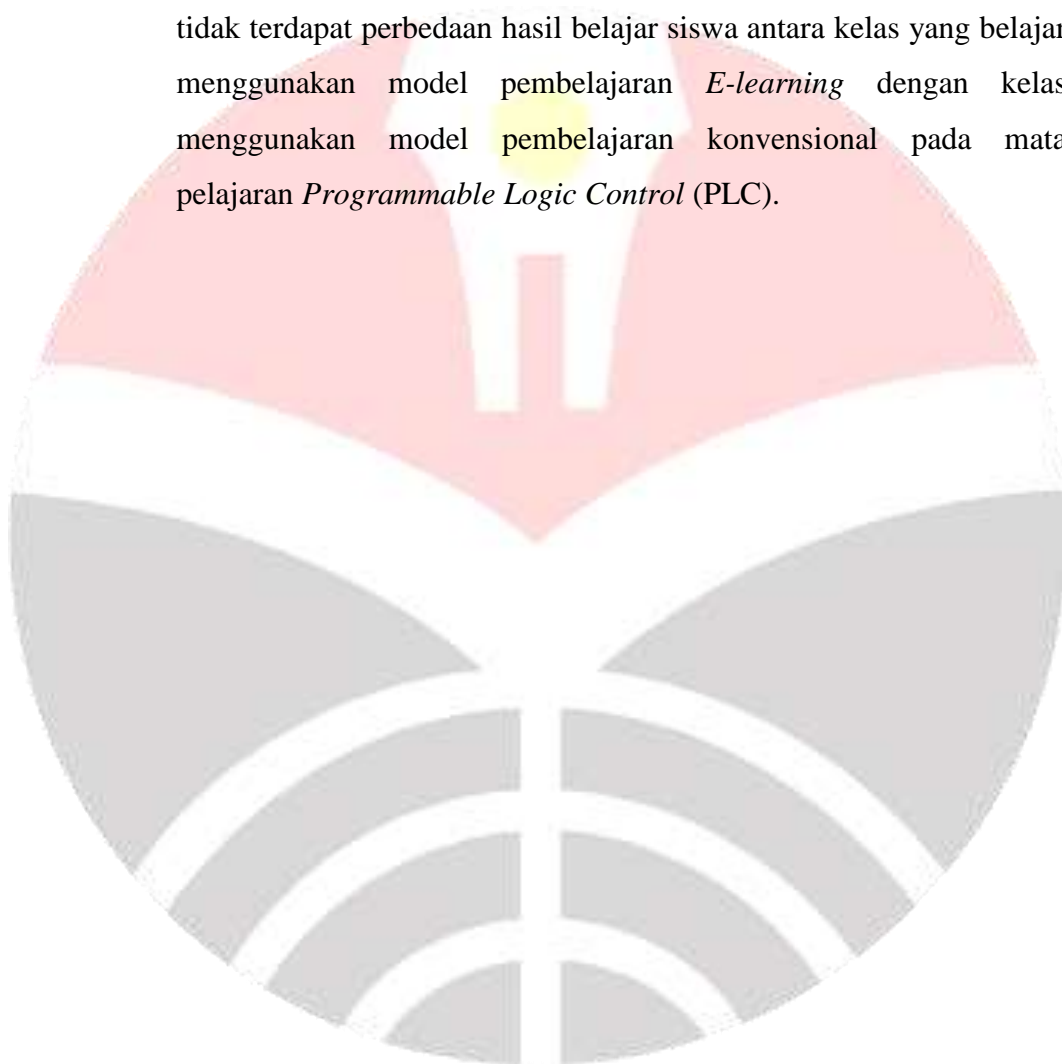 tidak terdapat perbedaan hasil belajar siswa antara kelas yang belajar
menggunakan model pembelajaran E-learning dengan kelas
menggunakan model pembelajaran konvensional pada mata
pelajaran Programmable Logic Control (PLC).